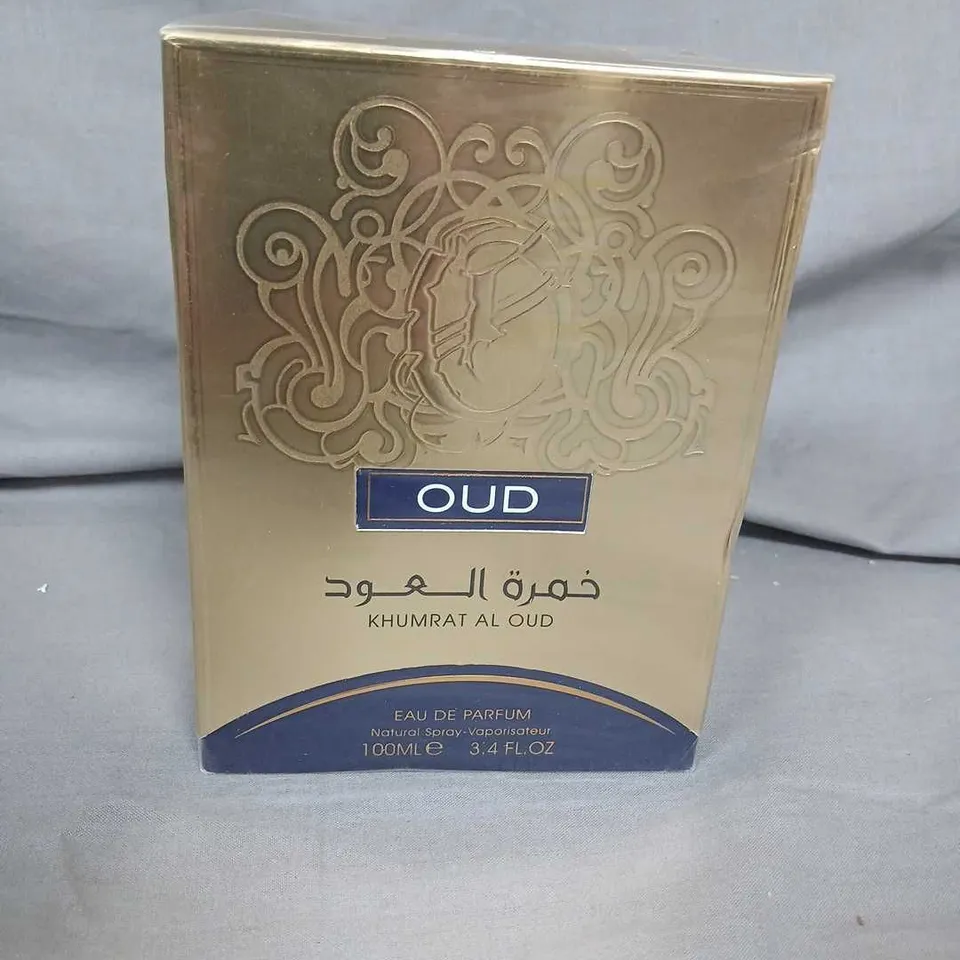 OUD
خمرة العود
KHUMRAT AL OUD
EAU DE PARFUM
Natural Spray-Vaporisateur
100ML ℮ 3.4 FL.OZ